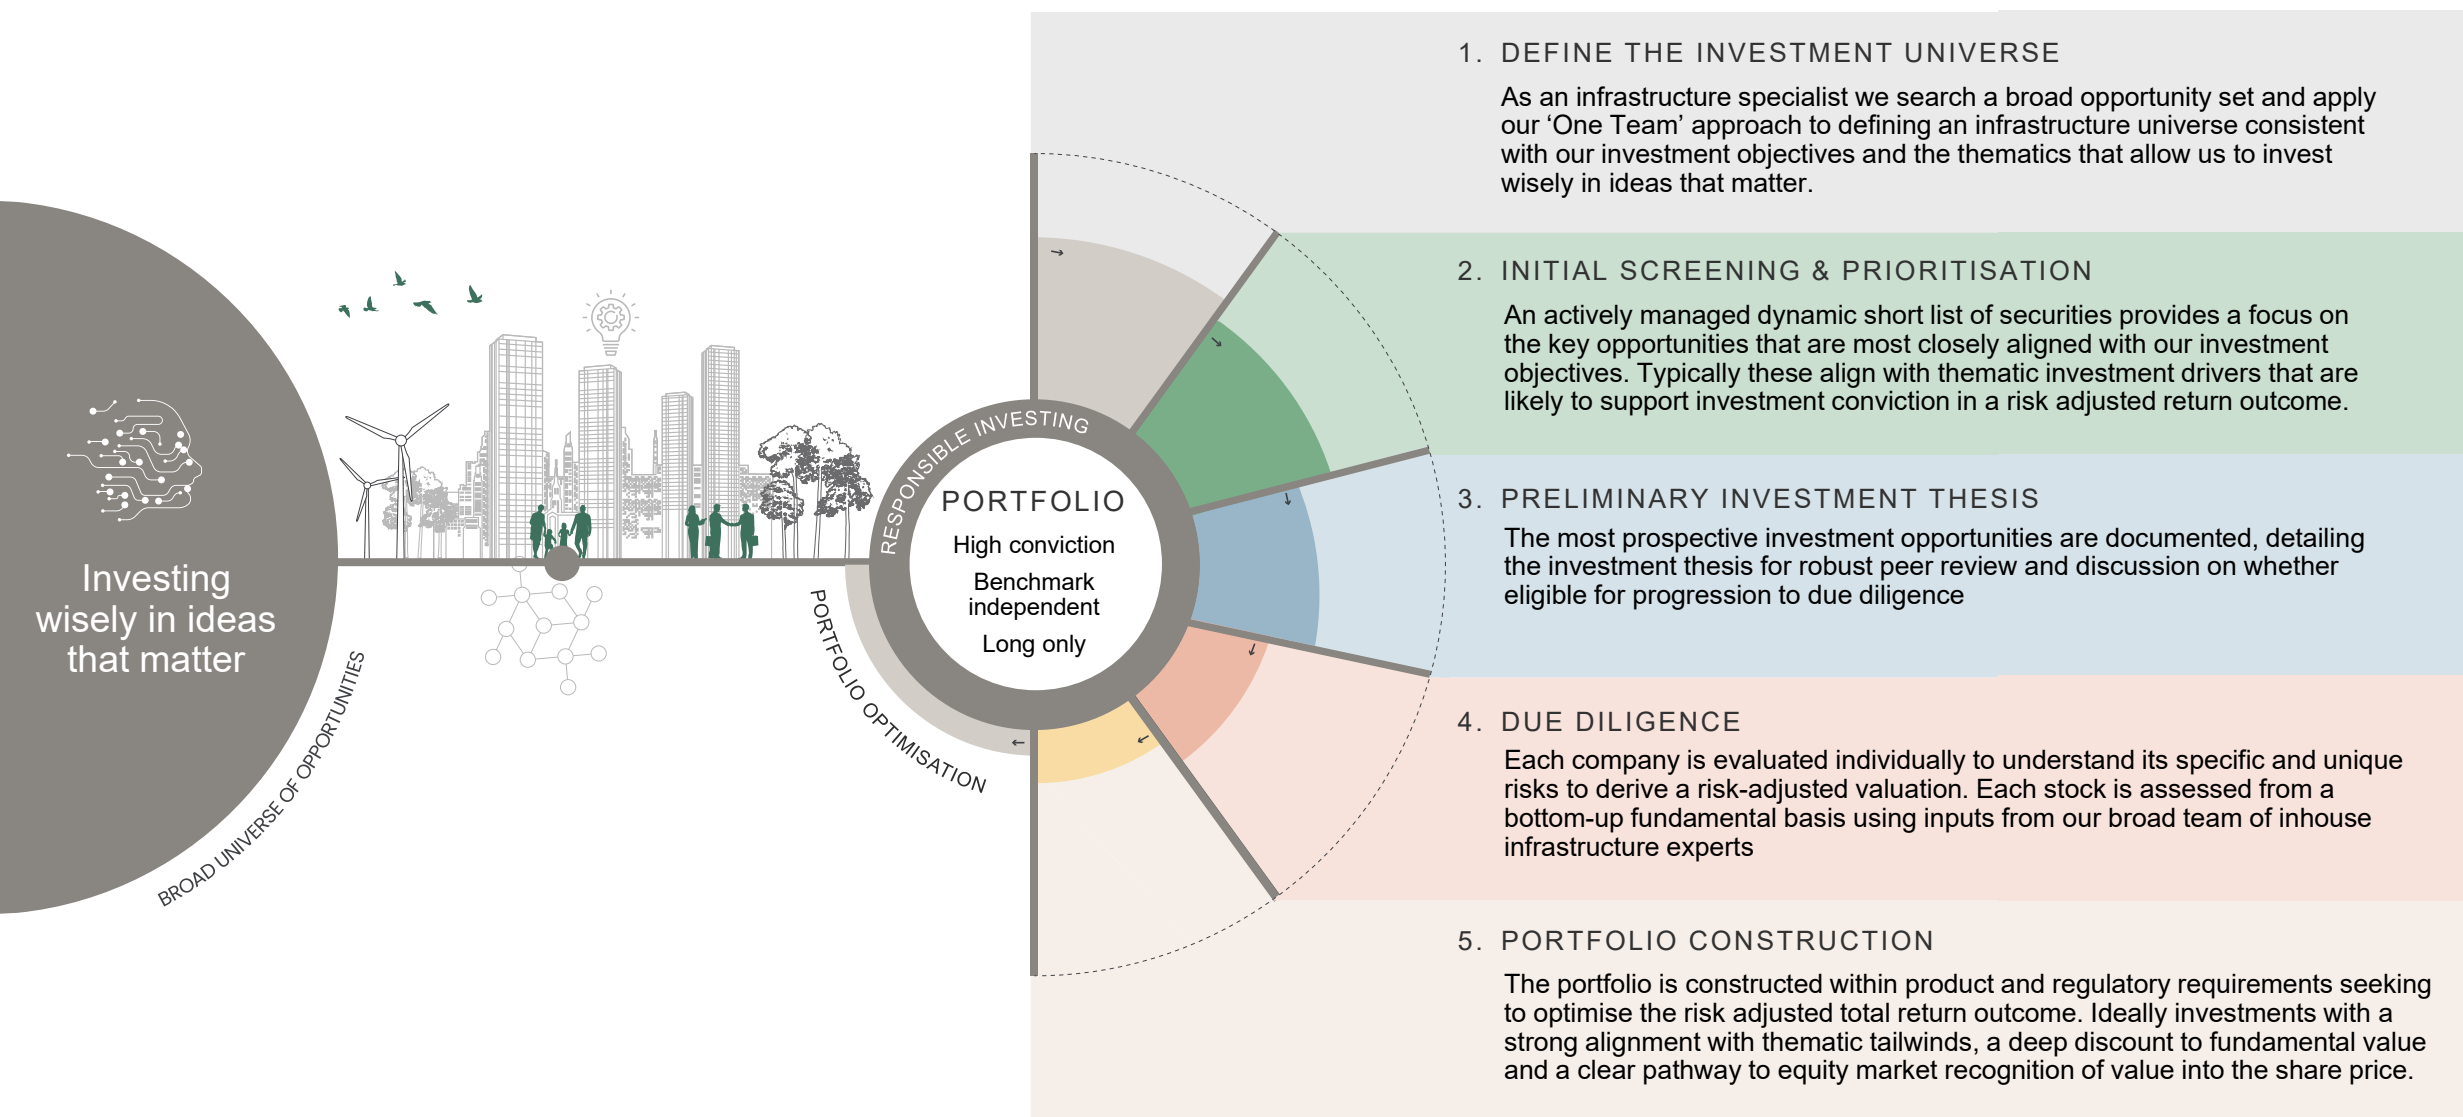 Investing
wisely in ideas
that matter
BROAD UNIVERSE OF OPPORTUNITIES
PORTFOLIO OPTIMISATION
RESPONSIBLE INVESTING
PORTFOLIO
High conviction
Benchmark
independent
Long only
1. DEFINE THE INVESTMENT UNIVERSE
As an infrastructure specialist we search a broad opportunity set and apply
our ‘One Team’ approach to defining an infrastructure universe consistent
with our investment objectives and the thematics that allow us to invest
wisely in ideas that matter.
2. INITIAL SCREENING & PRIORITISATION
An actively managed dynamic short list of securities provides a focus on
the key opportunities that are most closely aligned with our investment
objectives. Typically these align with thematic investment drivers that are
likely to support investment conviction in a risk adjusted return outcome.
3. PRELIMINARY INVESTMENT THESIS
The most prospective investment opportunities are documented, detailing
the investment thesis for robust peer review and discussion on whether
eligible for progression to due diligence
4. DUE DILIGENCE
Each company is evaluated individually to understand its specific and unique
risks to derive a risk-adjusted valuation. Each stock is assessed from a
bottom-up fundamental basis using inputs from our broad team of inhouse
infrastructure experts
5. PORTFOLIO CONSTRUCTION
The portfolio is constructed within product and regulatory requirements seeking
to optimise the risk adjusted total return outcome. Ideally investments with a
strong alignment with thematic tailwinds, a deep discount to fundamental value
and a clear pathway to equity market recognition of value into the share price.